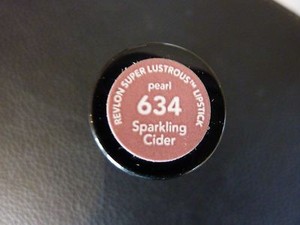 REVLON SUPER LUSTROUS™ LIPSTICK
pearl
634
Sparkling
Cider